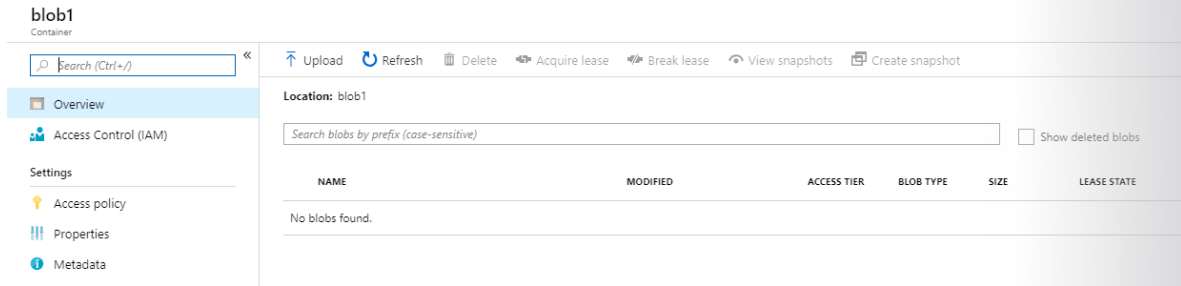 blob1
Container
Search (Ctrl+/)
«
Overview
Access Control (IAM)
Settings
Access policy
Properties
Metadata
Upload Refresh Delete Acquire lease Break lease View snapshots Create snapshot
Location: blob1
Search blobs by prefix (case-sensitive)
Show deleted blobs
NAME MODIFIED ACCESS TIER BLOB TYPE SIZE LEASE STATE
No blobs found.